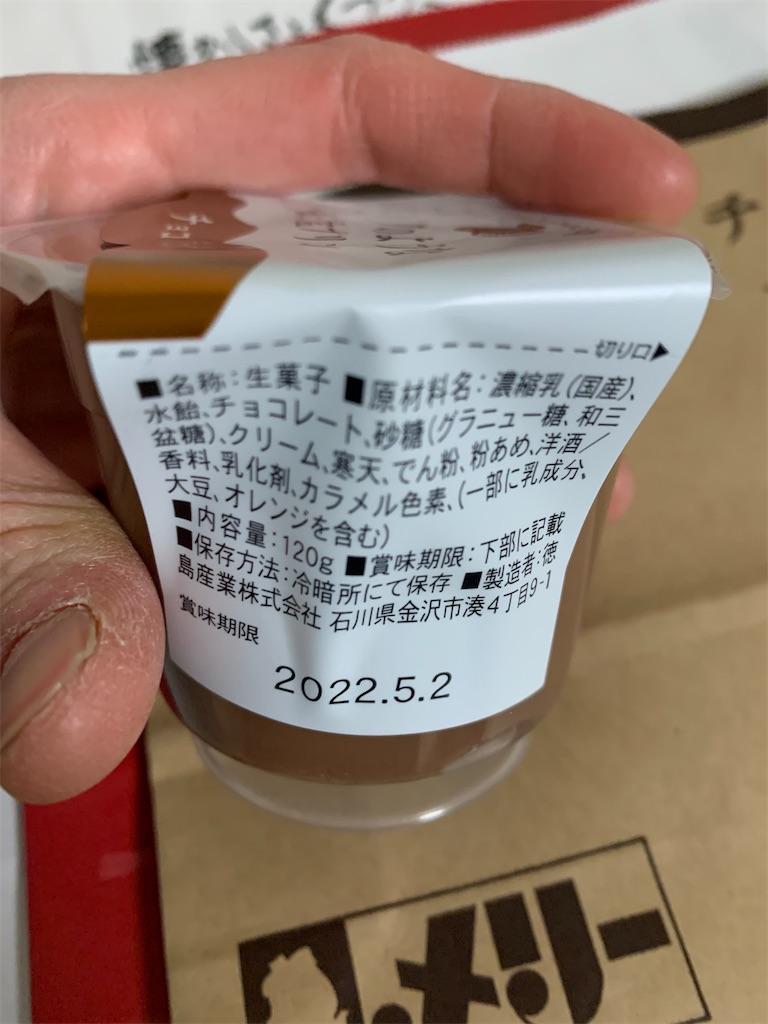 チョコ
切り口▶
■名称：生菓子 ■原材料名：濃縮乳（国産）、
水飴、チョコレート、砂糖（グラニュー糖、和三
盆糖）、クリーム、寒天、でん粉、粉あめ、洋酒／
香料、乳化剤、カラメル色素、（一部に乳成分、
大豆、オレンジを含む）
■内容量：120g ■賞味期限：下部に記載
■保存方法：冷暗所にて保存 ■製造者：徳
島産業株式会社 石川県金沢市湊4丁目9-1
賞味期限
2022.5.2
チ
メリー